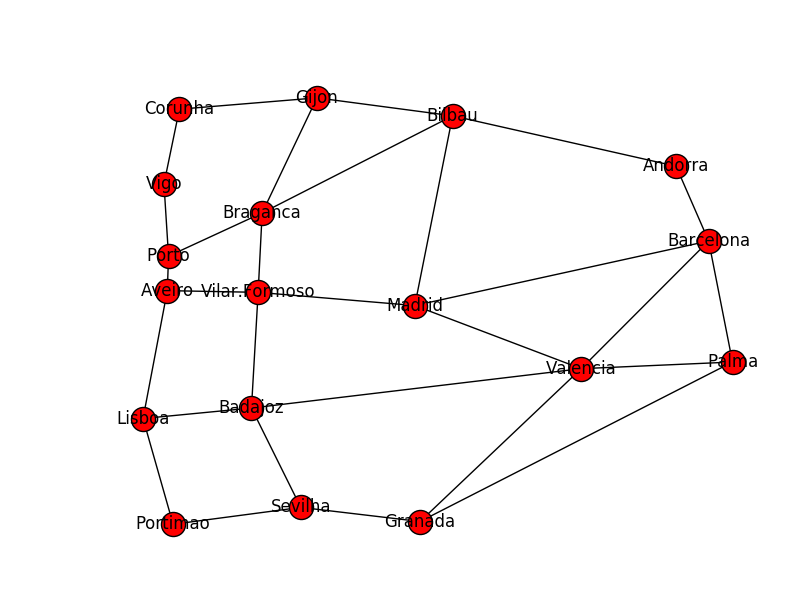 Corunha
Gijon
Bilbau
Andorra
Vigo
Braganca
Barcelona
Porto
Aveiro
Vilar.Formoso
Madrid
Valencia
Palma
Lisboa
Badajoz
Portimao
Sevilha
Granada